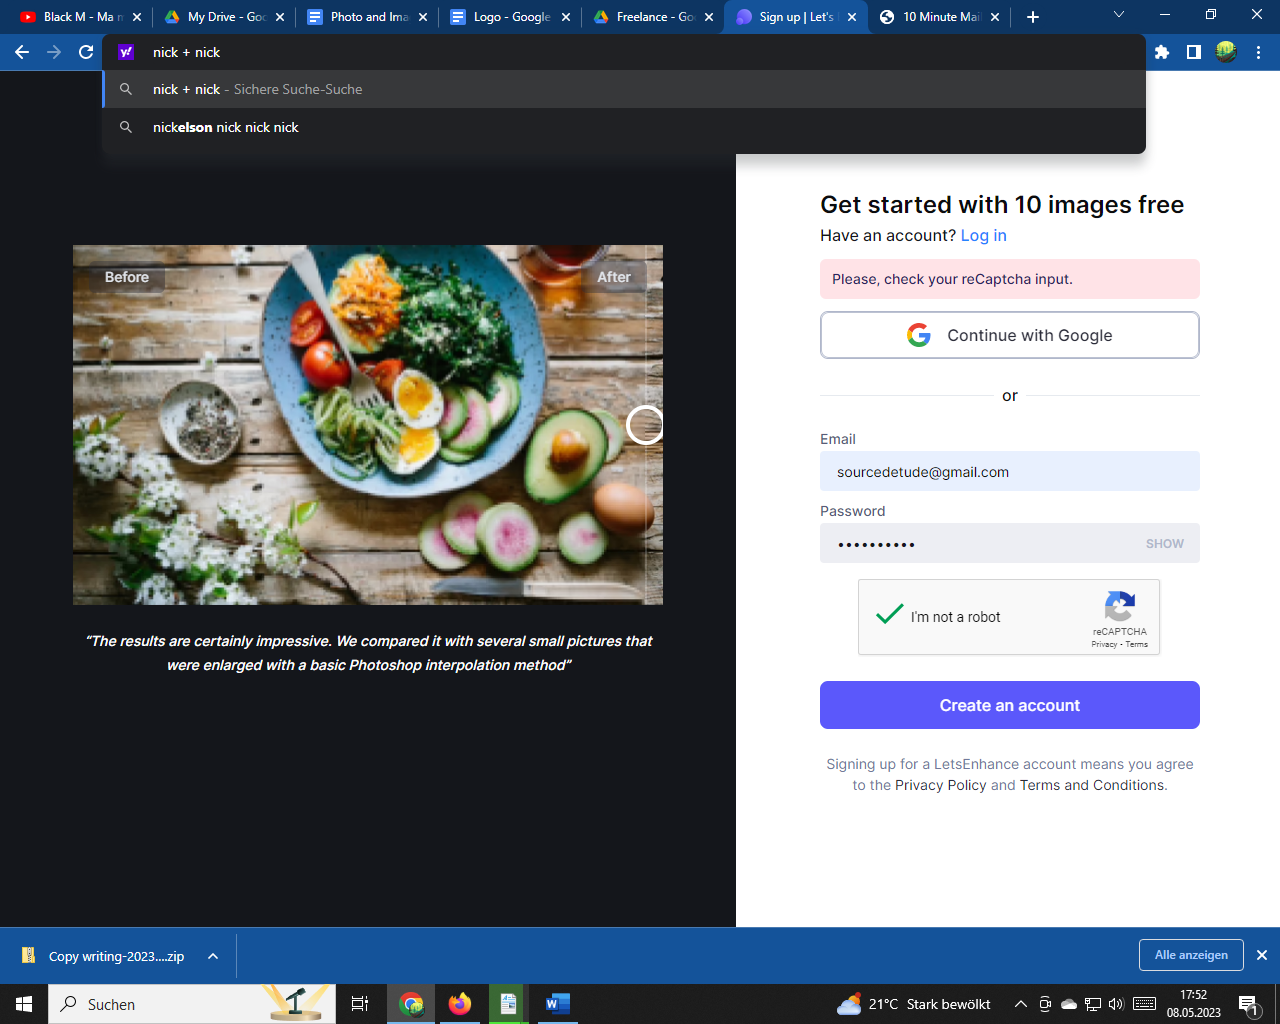 Black M - Ma m
My Drive - Goo
Photo and Ima
Logo - Google
Freelance - Go
Sign up | Let's
10 Minute Mail
nick + nick
nick + nick - Sichere Suche-Suche
nickelson nick nick nick
Before
After
“The results are certainly impressive. We compared it with several small pictures that
were enlarged with a basic Photoshop interpolation method”
Get started with 10 images free
Have an account? Log in
Please, check your reCaptcha input.
Continue with Google
or
Email
sourcedetude@gmail.com
Password
••••••••••
SHOW
I'm not a robot
reCAPTCHA
Privacy - Terms
Create an account
Signing up for a LetsEnhance account means you agree
to the Privacy Policy and Terms and Conditions.
Copy writing-2023....zip
Alle anzeigen
Suchen
21°C Stark bewölkt
17:52
08.05.2023
1